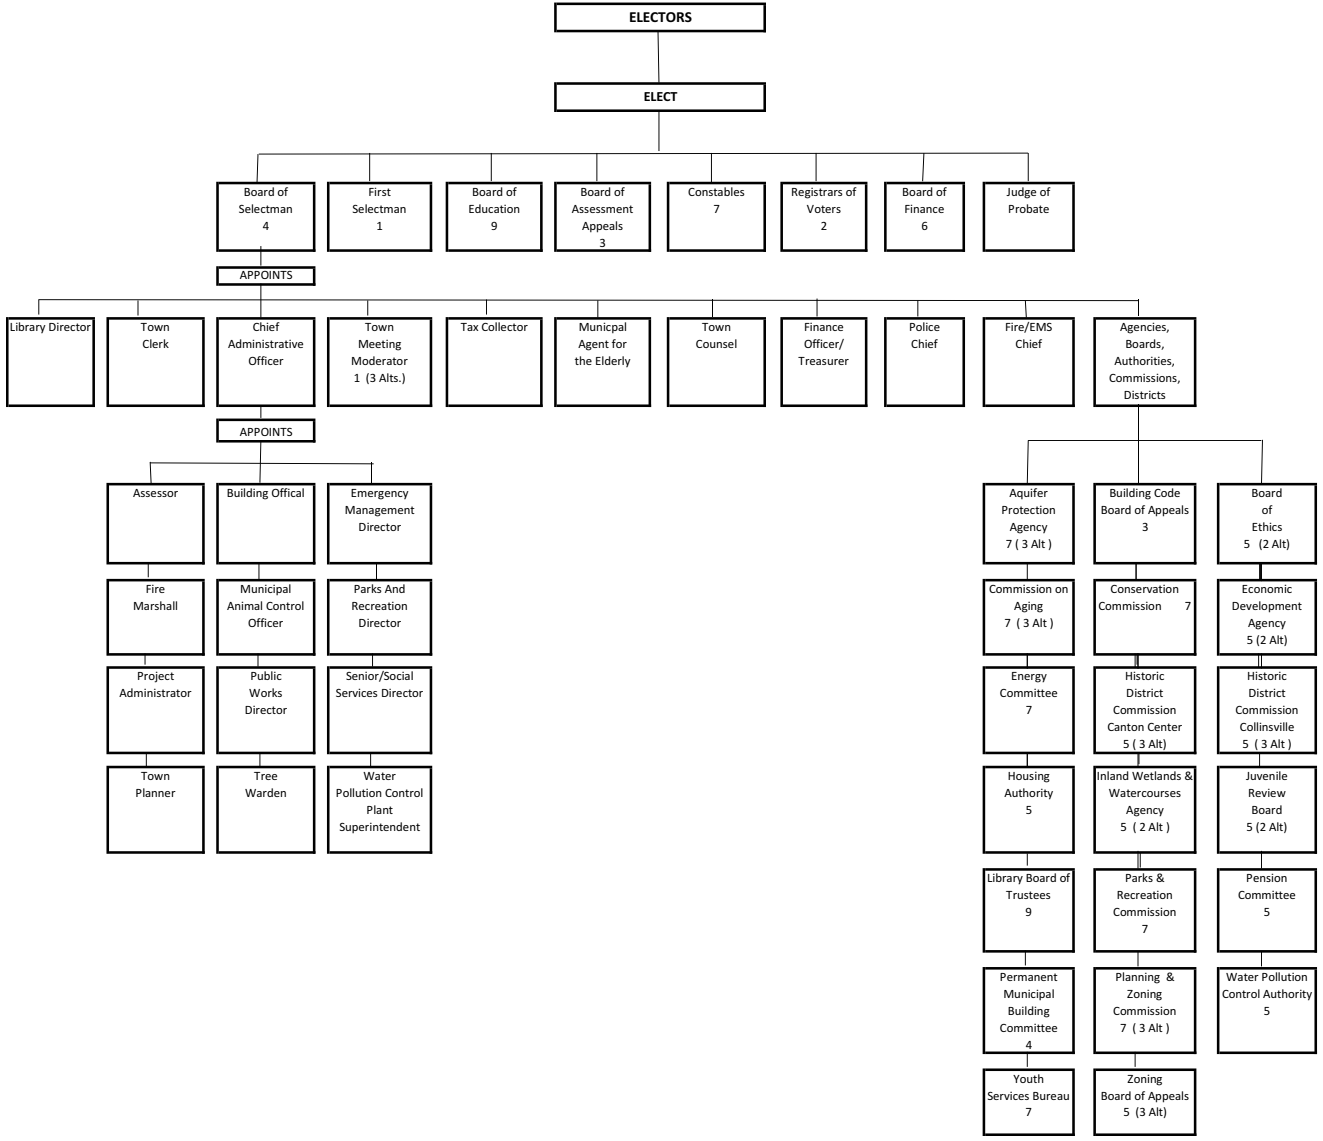 ELECTORS
ELECT
Board of
Selectman
4
First
Selectman
1
Board of
Education
9
Board of
Assessment
Appeals
3
Constables
7
Registrars of
Voters
2
Board of
Finance
6
Judge of
Probate
APPOINTS
Library Director
Town
Clerk
Chief
Administrative
Officer
Town
Meeting
Moderator
1 (3 Alts.)
Tax Collector
Municpal
Agent for
the Elderly
Town
Counsel
Finance
Officer/
Treasurer
Police
Chief
Fire/EMS
Chief
Agencies,
Boards,
Authorities,
Commissions,
Districts
APPOINTS
Assessor
Building Offical
Emergency
Management
Director
Aquifer
Protection
Agency
7 ( 3 Alt )
Building Code
Board of Appeals
3
Board
of
Ethics
5 (2 Alt)
Fire
Marshall
Municipal
Animal Control
Officer
Parks And
Recreation
Director
Commission on
Aging
7 ( 3 Alt )
Conservation
Commission 7
Economic
Development
Agency
5 (2 Alt)
Project
Administrator
Public
Works
Director
Senior/Social
Services Director
Energy
Committee
7
Historic
District
Commission
Canton Center
5 ( 3 Alt)
Historic
District
Commission
Collinsville
5 ( 3 Alt )
Town
Planner
Tree
Warden
Water
Pollution Control
Plant
Superintendent
Housing
Authority
5
Inland Wetlands &
Watercourses
Agency
5 ( 2 Alt )
Juvenile
Review
Board
5 (2 Alt)
Library Board of
Trustees
9
Parks &
Recreation
Commission
7
Pension
Committee
5
Permanent
Municipal
Building
Committee
4
Planning &
Zoning
Commission
7 ( 3 Alt )
Water Pollution
Control Authority
5
Youth
Services Bureau
7
Zoning
Board of Appeals
5 (3 Alt)